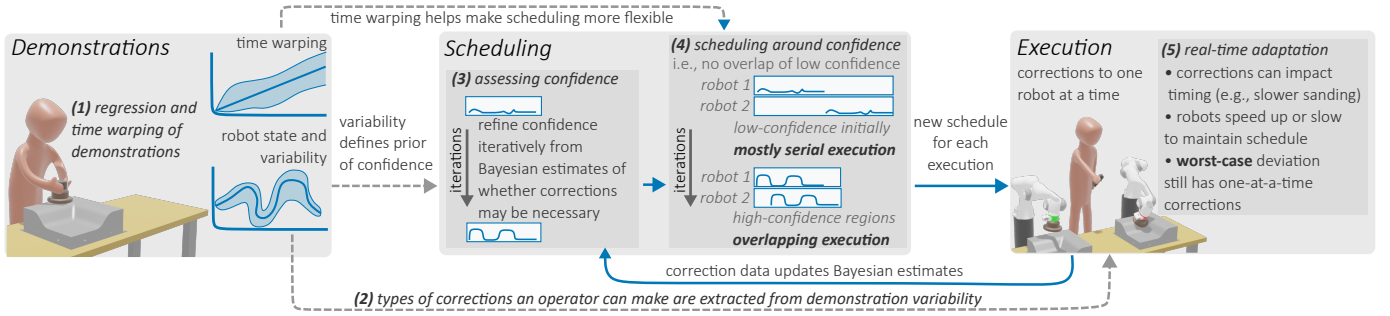 time warping helps make scheduling more flexible
Demonstrations
time warping
(1) regression and
time warping of
demonstrations
robot state and
variability
variability
defines prior
of confidence
Scheduling
(3) assessing confidence
iterations
refine confidence
iteratively from
Bayesian estimates of
whether corrections
may be necessary
(4) scheduling around confidence
i.e., no overlap of low confidence
robot 1
robot 2
low-confidence initially
mostly serial execution
iterations
robot 1
robot 2
high-confidence regions
overlapping execution
new schedule
for each
execution
Execution
corrections to one
robot at a time
(5) real-time adaptation
• corrections can impact
timing (e.g., slower sanding)
• robots speed up or slow
to maintain schedule
• worst-case deviation
still has one-at-a-time
corrections
correction data updates Bayesian estimates
(2) types of corrections an operator can make are extracted from demonstration variability